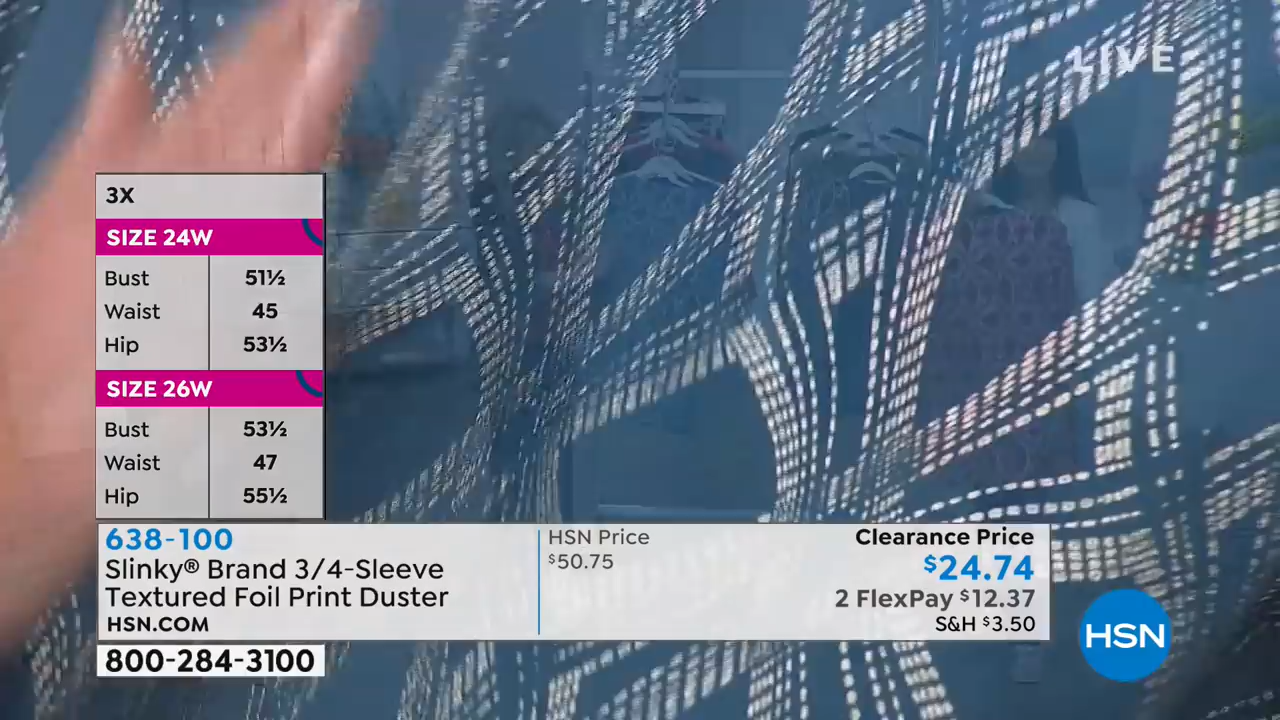 LIVE
3X
SIZE 24W
Bust 51½
Waist 45
Hip 53½
SIZE 26W
Bust 53½
Waist 47
Hip 55½
638-100
Slinky® Brand 3/4-Sleeve
Textured Foil Print Duster
HSN.COM
HSN Price
$50.75
Clearance Price
$24.74
2 FlexPay $12.37
S&H $3.50
HSN
800-284-3100